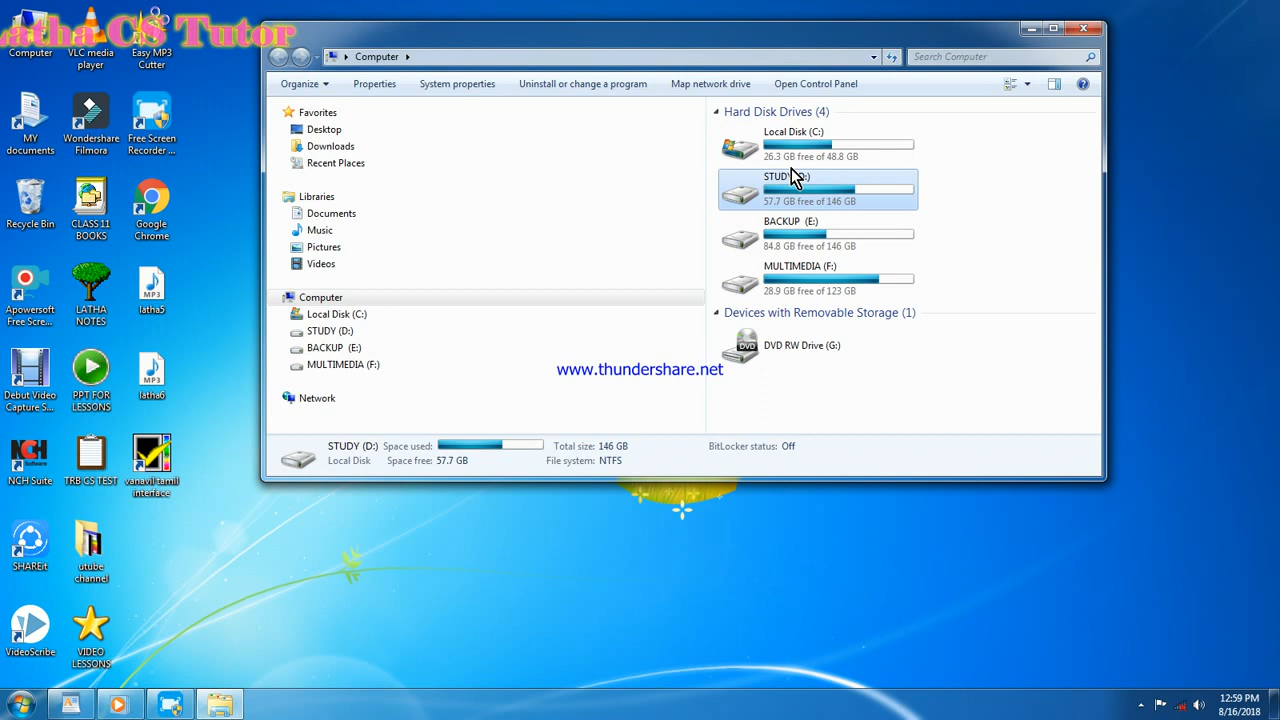 Latha CS Tutor
Computer
VLC media
player
Easy MP3
Cutter
MY
documents
Wondershare
Filmora
Free Screen
Recorder ...
Recycle Bin
CLASS 11
BOOKS
Google
Chrome
Apowersoft
Free Scree...
LATHA
NOTES
MP3
latha5
Debut Video
Capture S...
PPT FOR
LESSONS
MP3
latha6
NCH Software
NCH Suite
TRB CS TEST
vanavil tamil
interface
SHAREit
utube
channel
VideoScribe
VIDEO
LESSONS
Computer
Search Computer
Organize Properties System properties Uninstall or change a program Map network drive Open Control Panel
Favorites
Desktop
Downloads
Recent Places
Libraries
Documents
Music
Pictures
Videos
Computer
Local Disk (C:)
STUDY (D:)
BACKUP (E:)
MULTIMEDIA (F:)
Network
Hard Disk Drives (4)
Local Disk (C:)
26.3 GB free of 48.8 GB
STUDY (D:)
57.7 GB free of 146 GB
BACKUP (E:)
84.8 GB free of 146 GB
MULTIMEDIA (F:)
28.9 GB free of 123 GB
Devices with Removable Storage (1)
DVD
DVD RW Drive (G:)
www.thundershare.net
STUDY (D:) Space used: Total size: 146 GB BitLocker status: Off
Local Disk Space free: 57.7 GB File system: NTFS
12:59 PM
8/16/2018